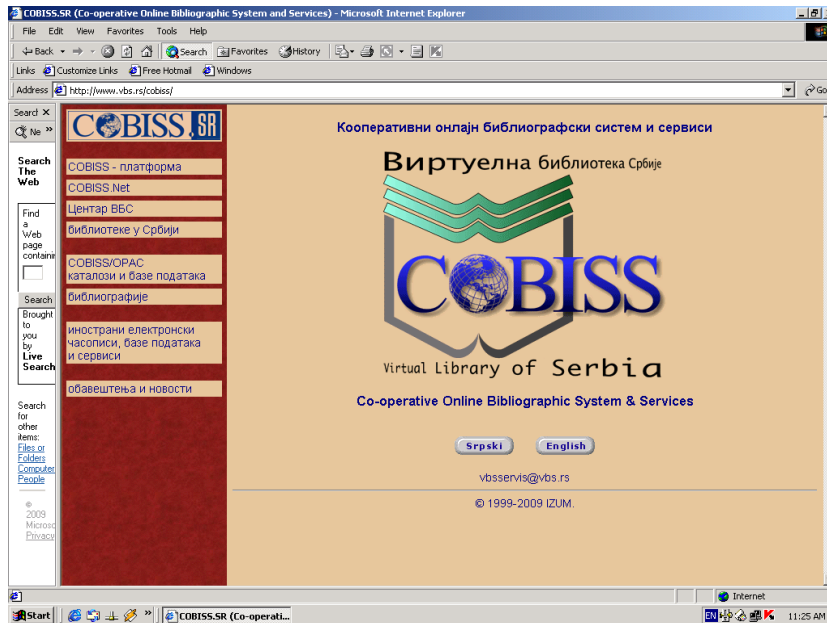 COBISS.SR (Co-operative Online Bibliographic System and Services) - Microsoft Internet Explorer
File Edit View Favorites Tools Help
Back Search Favorites History
Links Customize Links Free Hotmail Windows
Address http://www.vbs.rs/cobiss/ Go
Search
Ne »
Search
The
Web
Find
a
Web
page
Search
Brought
to
you
by
Live
Search
Search
for
other
items:
Files or
Folders
Computer
People
©
2009
Privacy
COBISS.SR
COBISS - платформа
COBISS.Net
Центар ВБС
библиотеке у Србији
COBISS/OPAC
каталози и базе података
библиографије
инострани електронски
часописи, базе података
и сервиси
обавештења и новости
Кооперативни онлајн библиографски систем и сервиси
Виртуелна библиотека Србије
COBISS
Virtual Library of Serbia
Co-operative Online Bibliographic System & Services
Srpski English
vbsservis@vbs.rs
© 1999-2009 IZUM.
Internet
Start » COBISS.SR (Co-operati... EN 11:25 AM